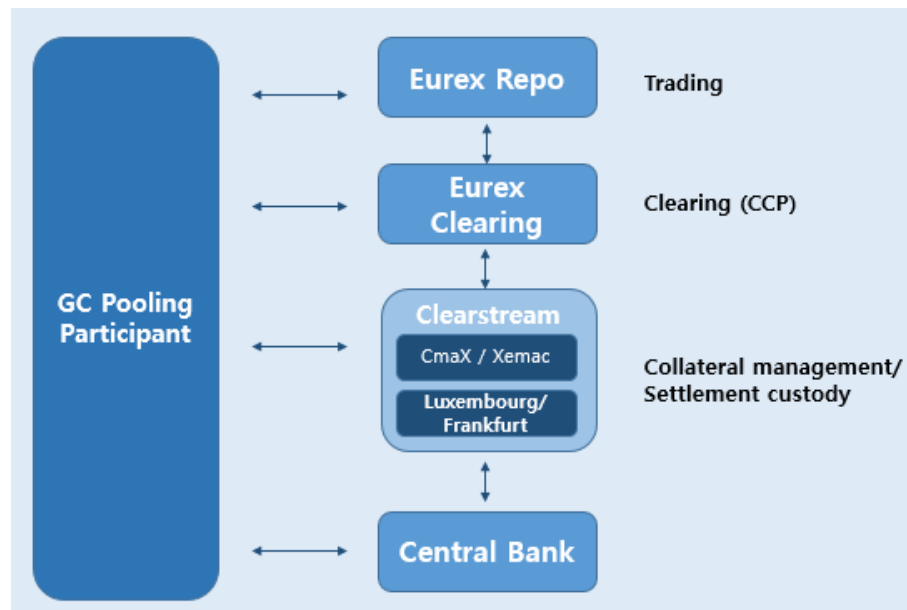 GC Pooling
Participant
Eurex Repo
Trading
Eurex
Clearing
Clearing (CCP)
Clearstream
CmaX / Xemac
Luxembourg/
Frankfurt
Collateral management/
Settlement custody
Central Bank